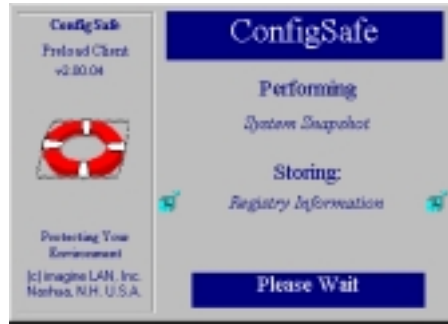 ConfigSafe
Preload Client
v2.00.04
Protecting Your
Environment
(c) imagine LAN, Inc.
Nashua, N.H. U.S.A.
ConfigSafe
Performing
System Snapshot
Storing:
Registry Information
Please Wait